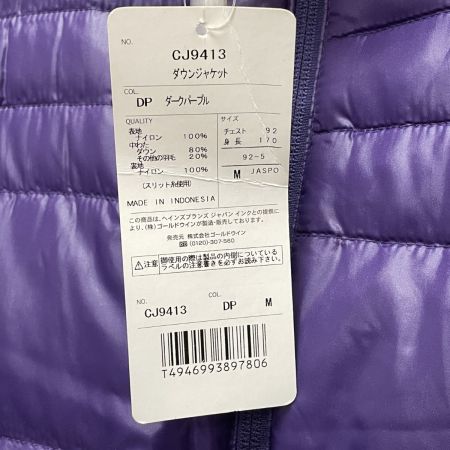 NO. CJ9413
ダウンジャケット
COL. DP ダークパープル
QUALITY
表地
ナイロン 100%
中わた
ダウン 80%
その他の羽毛 20%
裏地
ナイロン 100%
(スリット糸使用)
サイズ
チェスト 92
身長 170
92-5
M JASPO
MADE IN INDONESIA
この商品は、ヘインズブランズ ジャパン インクとの提携に
より、(株)ゴールドウインが製造・販売しております。
発売元 株式会社ゴールドウイン
(0120)-307-560
注意 御使用の際は製品の内側についている
ラベルの注意書きを必ずお読み下さい。
NO. CJ9413 COL. DP M
T4946993897806